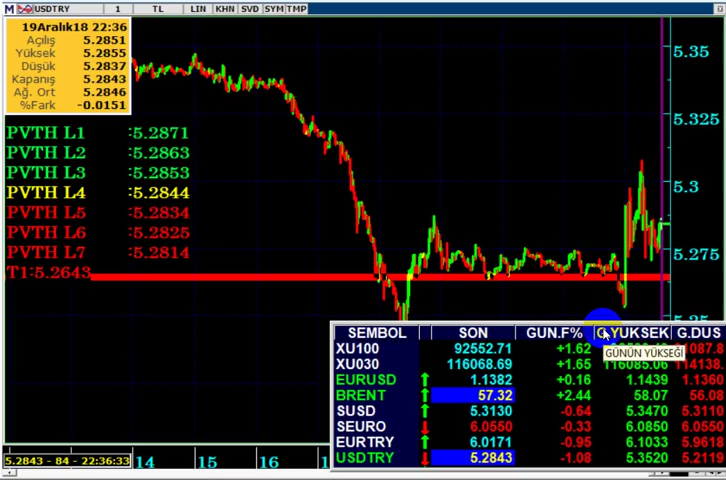 M USDTRY 1 TL LIN KHN SVD SYM TMP
19Aralık18 22:36
Açılış 5.2851
Yüksek 5.2855
Düşük 5.2837
Kapanış 5.2843
Ağ. Ort 5.2846
%Fark -0.0151
PVTH L1 :5.2871
PVTH L2 :5.2863
PVTH L3 :5.2853
PVTH L4 :5.2844
PVTH L5 :5.2834
PVTH L6 :5.2825
PVTH L7 :5.2814
T1:5.2643
5.35
5.325
5.3
5.275
5.25
SEMBOL SON GUN.F% G.YUKSEK G.DUS
XU100 92552.71 +1.62
GÜNÜN YÜKSEĞİ
XU030 116068.69 +1.65 116085.06 114138.
EURUSD 1.1382 +0.16 1.1439 1.1360
BRENT 57.32 +2.44 58.07 56.08
SUSD 5.3130 -0.64 5.3470 5.3110
SEURO 6.0550 -0.33 6.0850 6.0550
EURTRY 6.0171 -0.95 6.1033 5.9618
USDTRY 5.2843 -1.08 5.3520 5.2119
5.2843 - 84 - 22:36:33
14 15 16